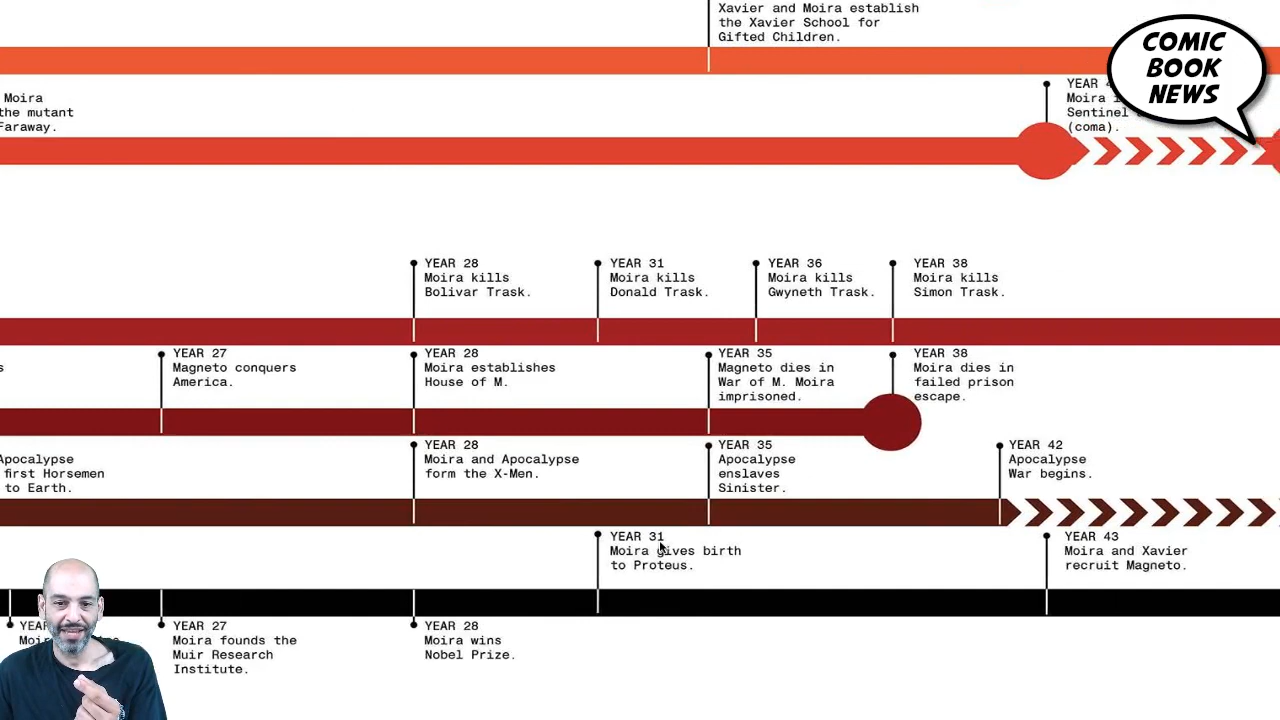 Xavier and Moira establish
the Xavier School for
Gifted Children.
COMIC
BOOK
NEWS
Moira
the mutant
Faraway.
YEAR 4
Moira
Sentinel
(coma).
YEAR 28
Moira kills
Bolivar Trask.
YEAR 31
Moira kills
Donald Trask.
YEAR 36
Moira kills
Gwyneth Trask.
YEAR 38
Moira kills
Simon Trask.
s
YEAR 27
Magneto conquers
America.
YEAR 28
Moira establishes
House of M.
YEAR 35
Magneto dies in
War of M. Moira
imprisoned.
YEAR 38
Moira dies in
failed prison
escape.
Apocalypse
first Horsemen
to Earth.
YEAR 28
Moira and Apocalypse
form the X-Men.
YEAR 35
Apocalypse
enslaves
Sinister.
YEAR 42
Apocalypse
War begins.
YEAR 31
Moira gives birth
to Proteus.
YEAR 43
Moira and Xavier
recruit Magneto.
YEAR 27
Moira founds the
Muir Research
Institute.
YEAR 28
Moira wins
Nobel Prize.